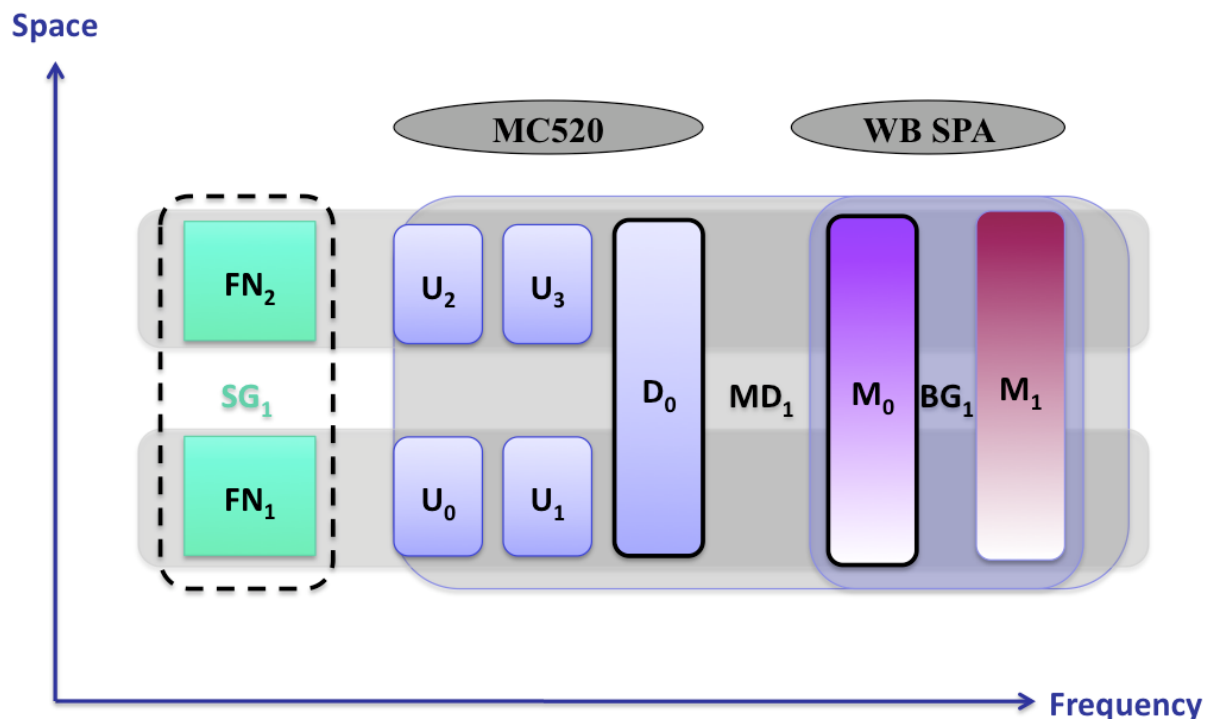 Space
MC520
WB SPA
FN₂
U₂
U₃
SG₁
D₀
MD₁
M₀
BG₁
M₁
FN₁
U₀
U₁
Frequency